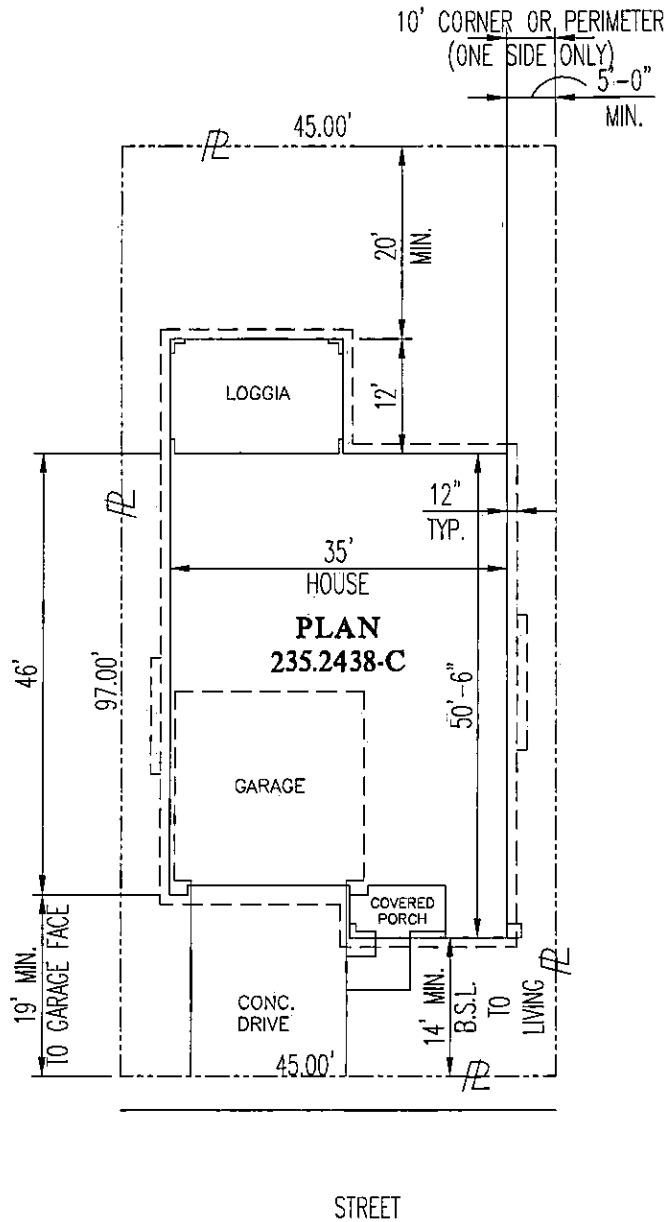 10' CORNER OR PERIMETER
(ONE SIDE ONLY)
5'-0"
MIN.
45.00'
PL
20'
MIN.
LOGGIA
12'
PL
12"
TYP.
35'
HOUSE
PLAN
235.2438-C
46'
97.00'
50'-6"
GARAGE
COVERED
PORCH
19' MIN.
TO GARAGE FACE
CONC.
DRIVE
14' MIN.
B.S.L.
TO
LIVING
PL
45.00'
PL
STREET